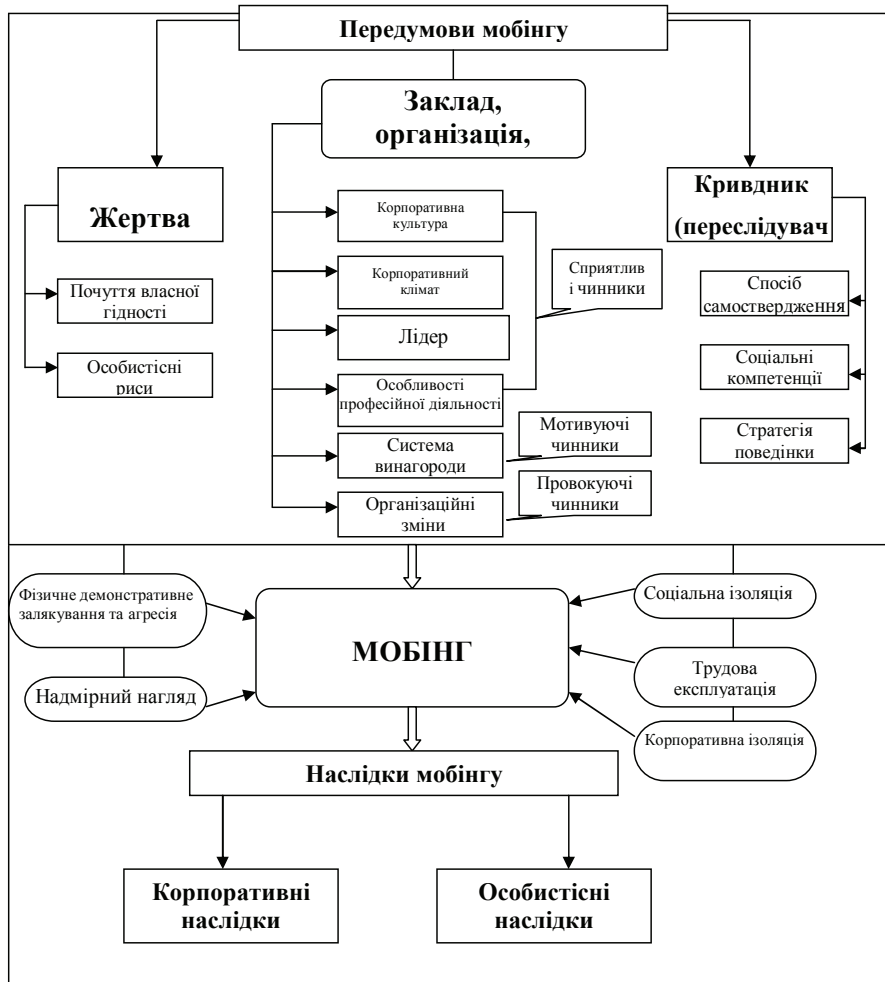 Передумови мобінгу
Заклад,
організація,
Жертва
Почуття власної
гідності
Особистісні
риси
Корпоративна
культура
Корпоративний
клімат
Лідер
Особливості
професійної діяльності
Система
винагороди
Організаційні
зміни
Сприятлив
і чинники
Мотивуючі
чинники
Провокуючі
чинники
Кривдник
(переслідувач
Спосіб
самоствердження
Соціальні
компетенції
Стратегія
поведінки
Фізичне демонстративне
залякування та агресія
Надмірний нагляд
МОБІНГ
Соціальна ізоляція
Трудова
експлуатація
Корпоративна ізоляція
Наслідки мобінгу
Корпоративні
наслідки
Особистісні
наслідки